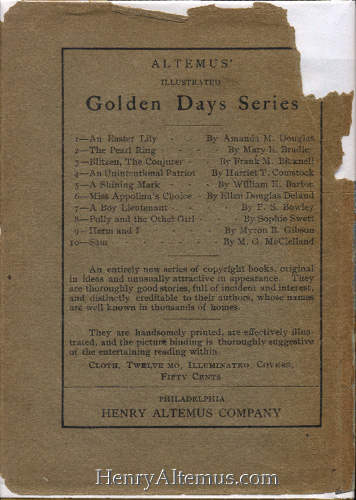 ALTEMUS'
ILLUSTRATED
Golden Days Series
1—An Easter Lily - - - By Amanda M. Douglas
2—The Pearl Ring - - - By Mary E. Bradley
3—Blitzen, The Conjurer - - By Frank M. Bicknell
4—An Unintentional Patriot - By Harriet T. Comstock
5—A Shining Mark - - - By William E. Barton
6—Miss Appolina's Choice - By Ellen Douglas Deland
7—A Boy Lieutenant - - - By F. S. Bowley
8—Polly and the Other Girl - - By Sophie Swett
9—Herm and I - - - By Myron B. Gibson
10—Sam - - - By M. G. McClelland
An entirely new series of copyright books, original
in ideas and unusually attractive in appearance. They
are thoroughly good stories, full of incident and interest,
and distinctly creditable to their authors, whose names
are well known in thousands of homes.
They are handsomely printed, are effectively illus-
trated, and the picture binding is thoroughly suggestive
of the entertaining reading within.
Cloth, Twelve mo, Illuminated Covers,
Fifty Cents
PHILADELPHIA
HENRY ALTEMUS COMPANY
HenryAltemus.com